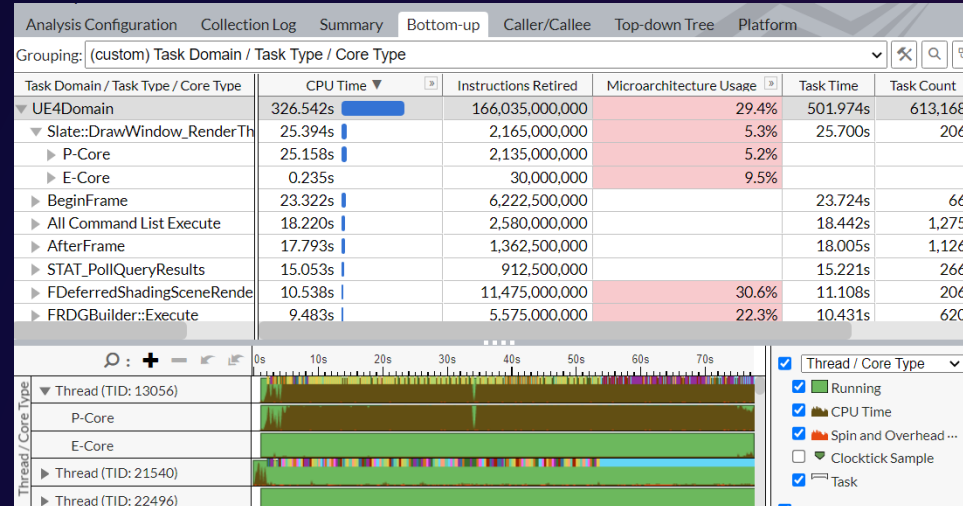 Analysis Configuration Collection Log Summary Bottom-up Caller/Callee Top-down Tree Platform
Grouping: (custom) Task Domain / Task Type / Core Type
Task Domain / Task Type / Core Type CPU Time ▼ » Instructions Retired Microarchitecture Usage » Task Time Task Count
UE4Domain 326.542s 166,035,000,000 29.4% 501.974s 613,168
Slate::DrawWindow_RenderTh 25.394s 2,165,000,000 5.3% 25.700s 206
P-Core 25.158s 2,135,000,000 5.2%
E-Core 0.235s 30,000,000 9.5%
BeginFrame 23.322s 6,222,500,000 23.724s 66
All Command List Execute 18.220s 2,580,000,000 18.442s 1,275
AfterFrame 17.793s 1,362,500,000 18.005s 1,126
STAT_PollQueryResults 15.053s 912,500,000 15.221s 266
FDeferredShadingSceneRende 10.538s 11,475,000,000 30.6% 11.108s 206
FRDGBuilder::Execute 9.483s 5,575,000,000 22.3% 10.431s 620
0s 10s 20s 30s 40s 50s 60s 70s
Thread / Core Type
Thread (TID: 13056)
P-Core
E-Core
Thread (TID: 21540)
Thread (TID: 22496)
Thread / Core Type
Running
CPU Time
Spin and Overhead ...
Clocktick Sample
Task